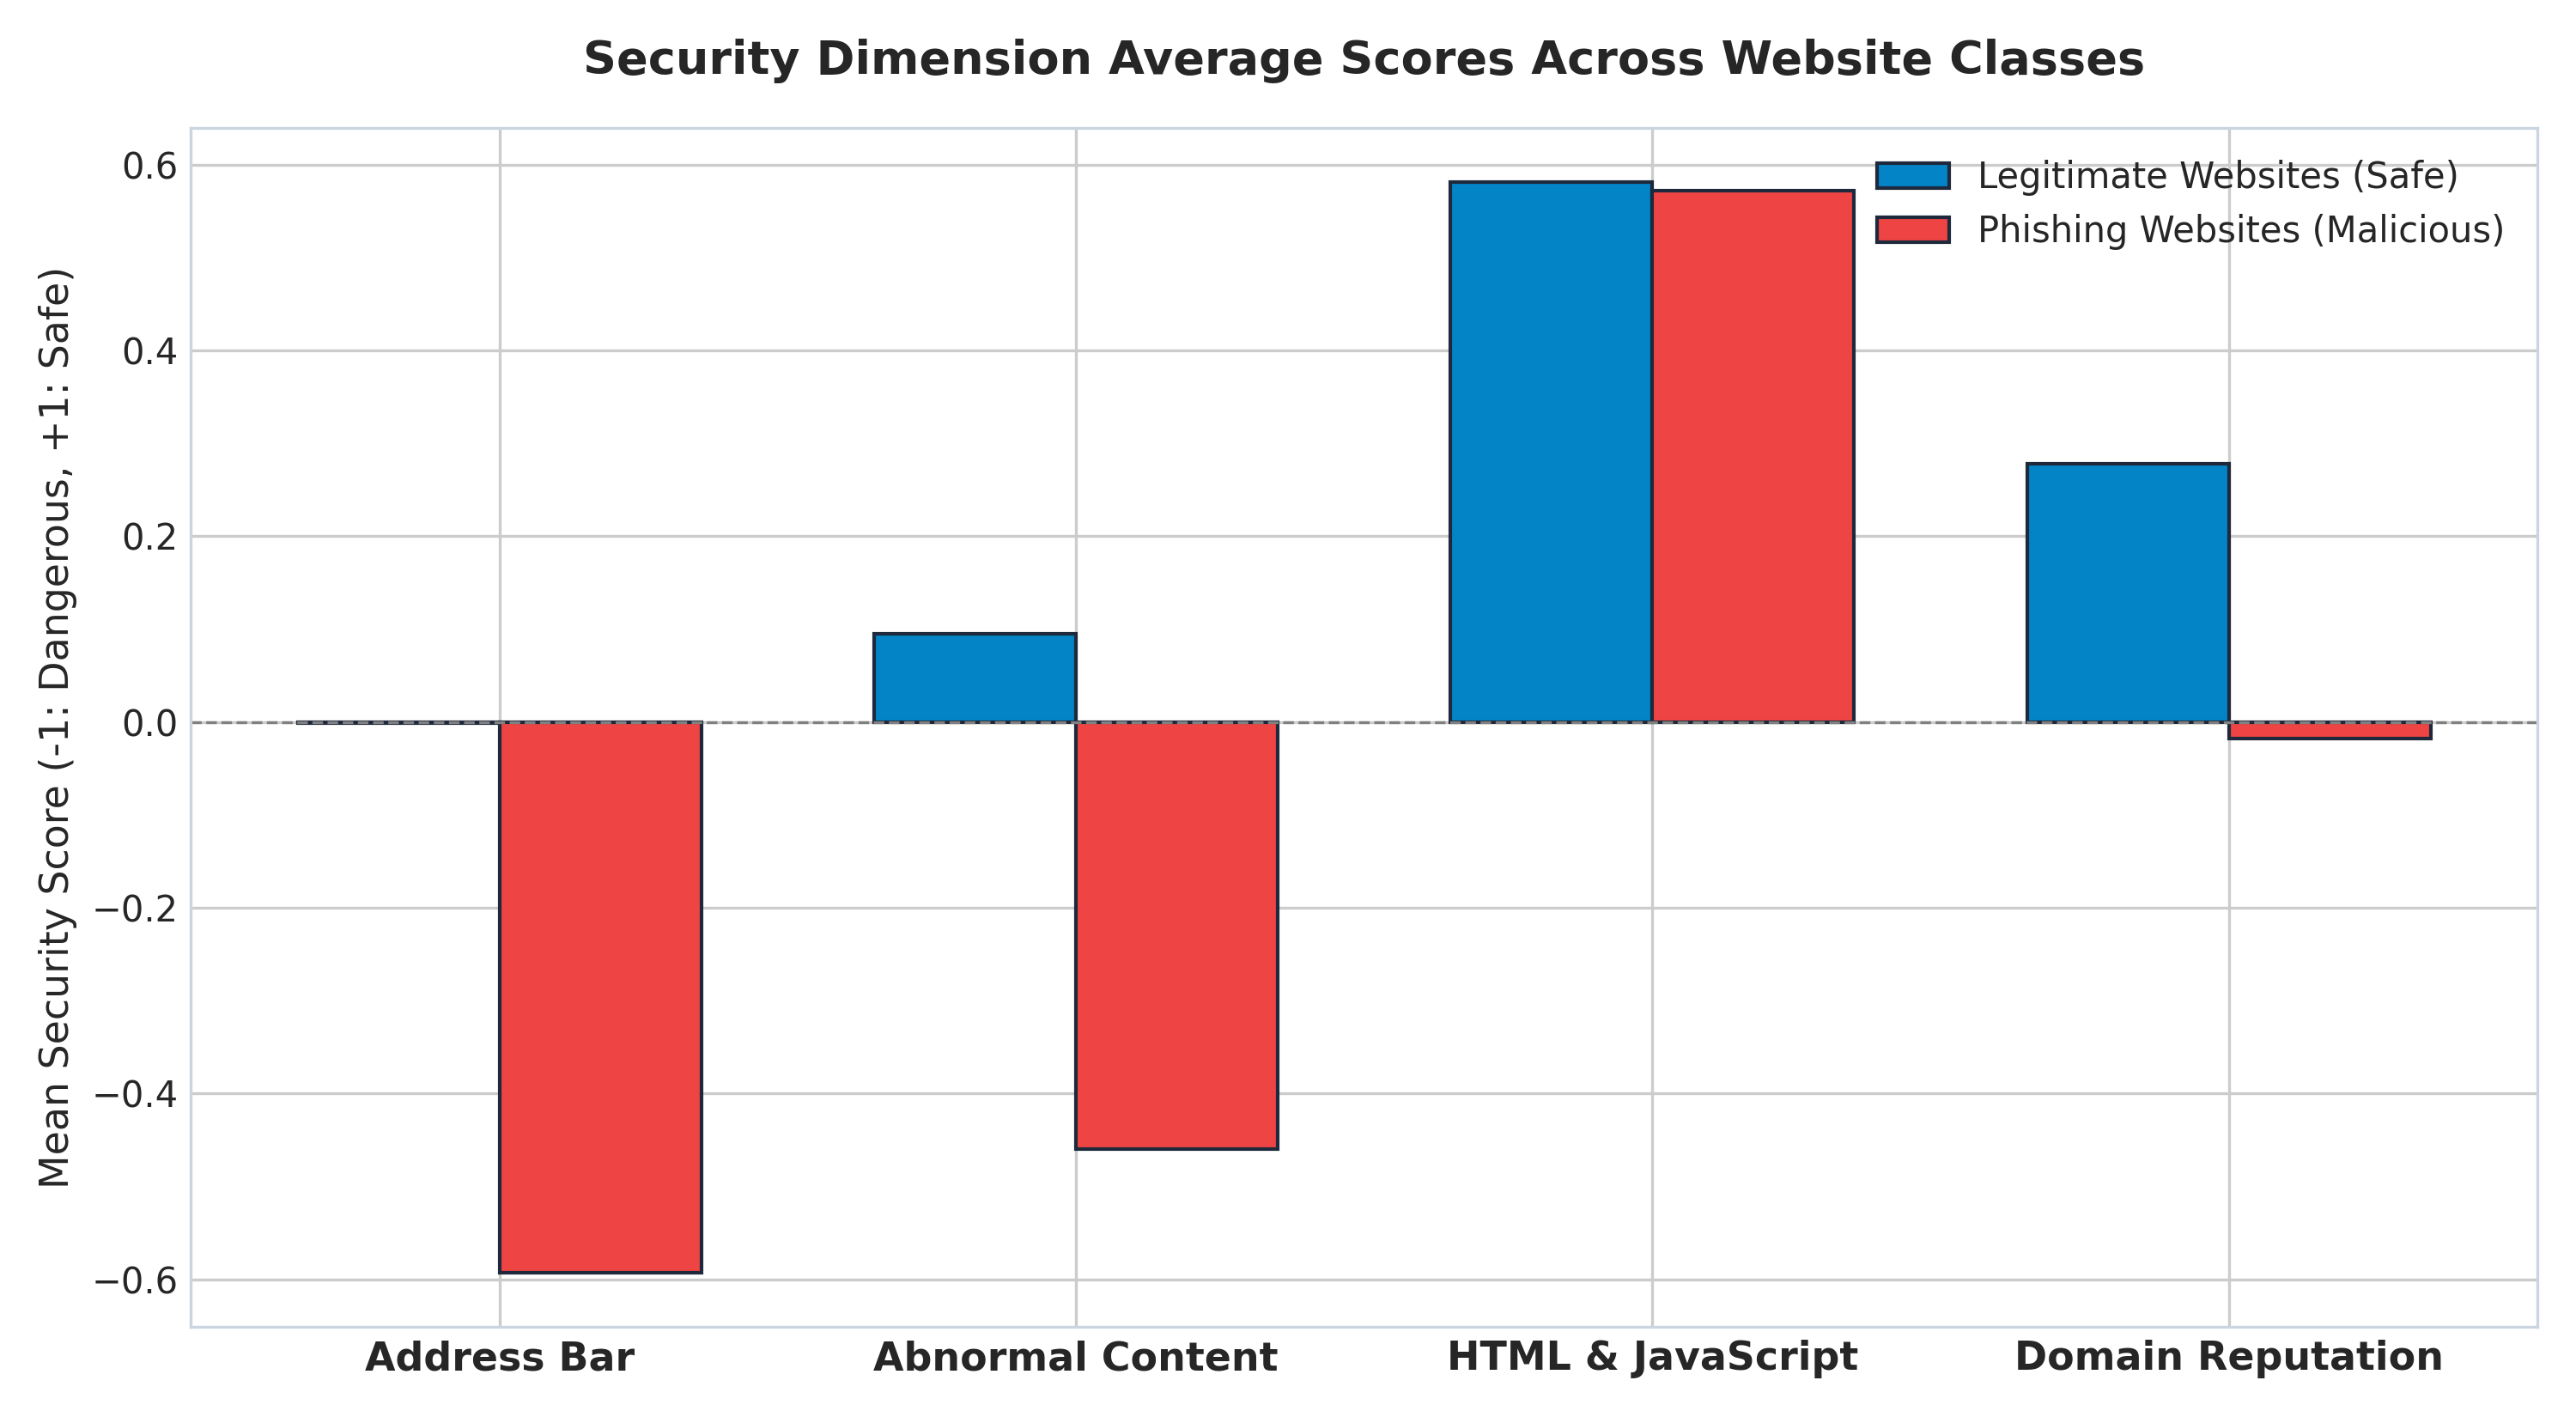 Security Dimension Average Scores Across Website Classes
Legitimate Websites (Safe)
Phishing Websites (Malicious)
Mean Security Score (-1: Dangerous, +1: Safe)
0.6
0.4
0.2
0.0
−0.2
−0.4
−0.6
Address Bar
Abnormal Content
HTML & JavaScript
Domain Reputation